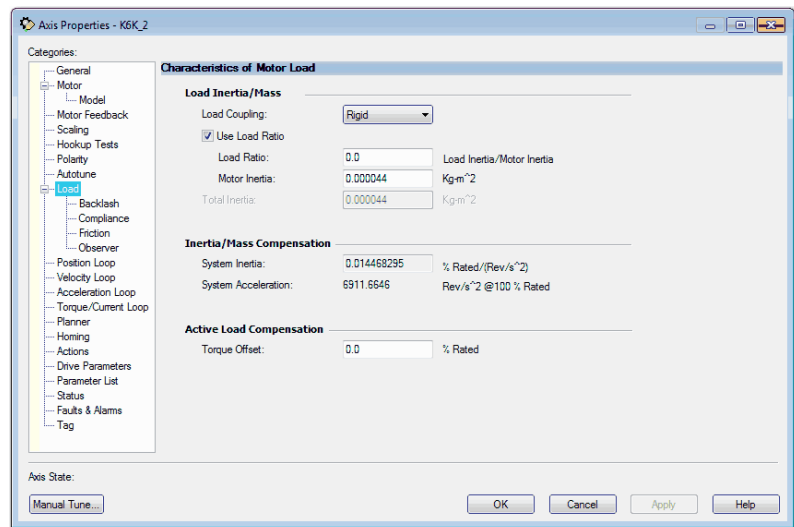 Axis Properties - K6K_2
Categories:
General
Motor
Model
Motor Feedback
Scaling
Hookup Tests
Polarity
Autotune
Load
Backlash
Compliance
Friction
Observer
Position Loop
Velocity Loop
Acceleration Loop
Torque/Current Loop
Planner
Homing
Actions
Drive Parameters
Parameter List
Status
Faults & Alarms
Tag
Characteristics of Motor Load
Load Inertia/Mass
Load Coupling: Rigid
Use Load Ratio
Load Ratio: 0.0 Load Inertia/Motor Inertia
Motor Inertia: 0.000044 Kg-m^2
Total Inertia: 0.000044 Kg-m^2
Inertia/Mass Compensation
System Inertia: 0.014468295 % Rated/(Rev/s^2)
System Acceleration: 6911.6646 Rev/s^2 @100 % Rated
Active Load Compensation
Torque Offset: 0.0 % Rated
Axis State:
Manual Tune... OK Cancel Apply Help